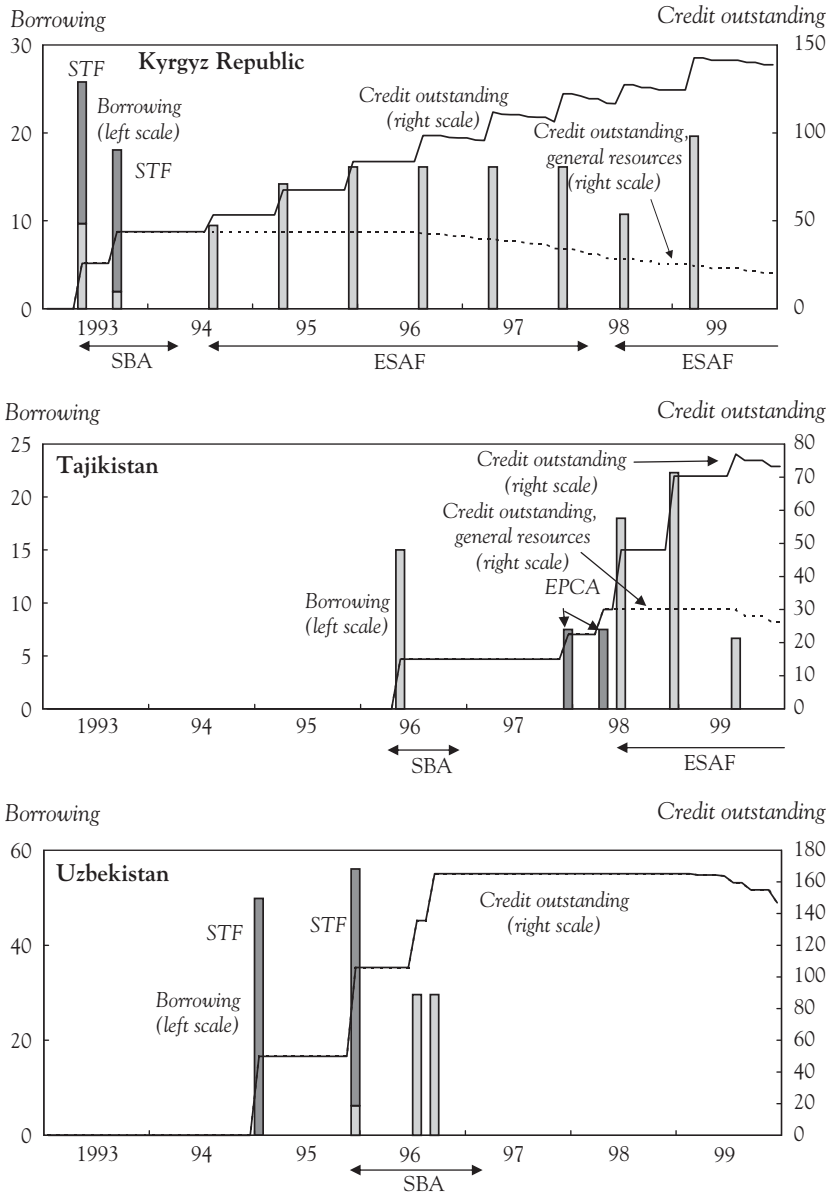 Borrowing Credit outstanding
30 150
Kyrgyz Republic
STF
Borrowing
(left scale)
STF
Credit outstanding
(right scale)
Credit outstanding,
general resources
(right scale)
20 100
10 50
0 0
1993 94 95 96 97 98 99
SBA ESAF ESAF
Borrowing Credit outstanding
25 80
Tajikistan
Credit outstanding
(right scale)
70
20
Credit outstanding,
general resources
(right scale)
60
15 50
EPCA
40
Borrowing
(left scale)
10 30
20
5
10
0 0
1993 94 95 96 97 98 99
SBA ESAF
Borrowing Credit outstanding
60 180
Uzbekistan
160
Credit outstanding
(right scale)
STF
STF
140
40 120
100
Borrowing
(left scale)
80
20 60
40
20
0 0
1993 94 95 96 97 98 99
SBA